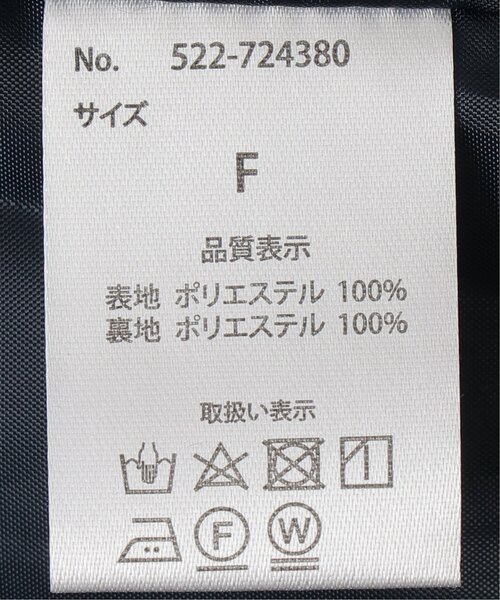 No. 522-724380
サイズ
F
品質表示
表地 ポリエステル 100%
裏地 ポリエステル 100%
取扱い表示
F W